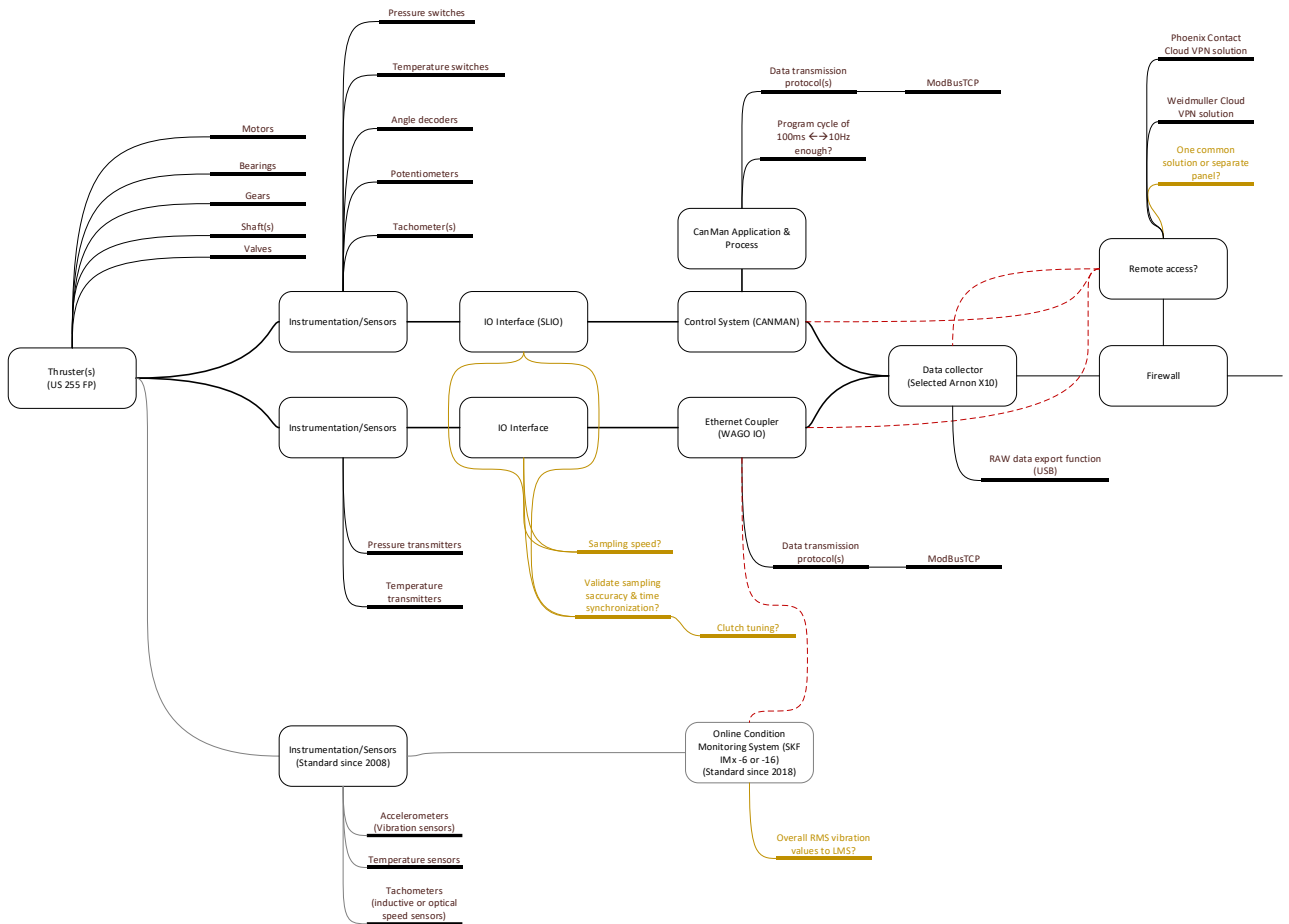 Pressure switches
Temperature switches
Angle decoders
Potentiometers
Tachometer(s)
Motors
Bearings
Gears
Shaft(s)
Valves
Data transmission
protocol(s)
ModBusTCP
Program cycle of
100ms ←→10Hz
enough?
CanMan Application &
Process
Phoenix Contact
Cloud VPN solution
Weidmuller Cloud
VPN solution
One common
solution or separate
panel?
Remote access?
Instrumentation/Sensors
IO Interface (SLIO)
Control System (CANMAN)
Thruster(s)
(US 255 FP)
Data collector
(Selected Arnon X10)
Firewall
Instrumentation/Sensors
IO Interface
Ethernet Coupler
(WAGO IO)
RAW data export function
(USB)
Pressure transmitters
Temperature
transmitters
Sampling speed?
Validate sampling
saccuracy & time
synchronization?
Clutch tuning?
Data transmission
protocol(s)
ModBusTCP
Instrumentation/Sensors
(Standard since 2008)
Online Condition
Monitoring System (SKF
IMx -6 or -16)
(Standard since 2018)
Accelerometers
(Vibration sensors)
Temperature sensors
Tachometers
(inductive or optical
speed sensors)
Overall RMS vibration
values to LMS?